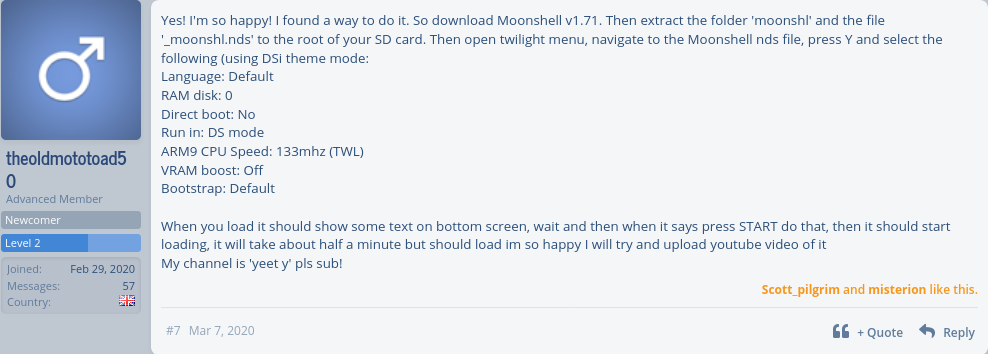 theoldmototoad5
0
Advanced Member
Newcomer
Level 2
Joined: Feb 29, 2020
Messages: 57
Country:
Yes! I'm so happy! I found a way to do it. So download Moonshell v1.71. Then extract the folder 'moonshl' and the file
'_moonshl.nds' to the root of your SD card. Then open twilight menu, navigate to the Moonshell nds file, press Y and select the
following (using DSi theme mode:
Language: Default
RAM disk: 0
Direct boot: No
Run in: DS mode
ARM9 CPU Speed: 133mhz (TWL)
VRAM boost: Off
Bootstrap: Default
When you load it should show some text on bottom screen, wait and then when it says press START do that, then it should start
loading, it will take about half a minute but should load im so happy I will try and upload youtube video of it
My channel is 'yeet y' pls sub!
Scott_pilgrim and misterion like this.
#7 Mar 7, 2020
+ Quote Reply